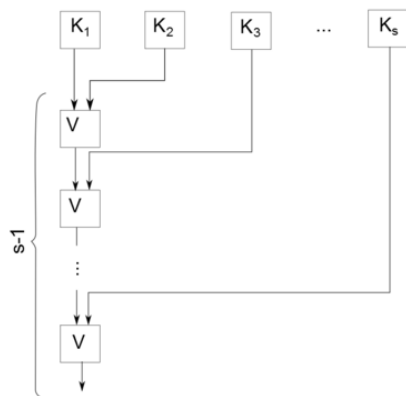 K₁ K₂ K₃ ... Kₛ
V
V
...
V
s-1